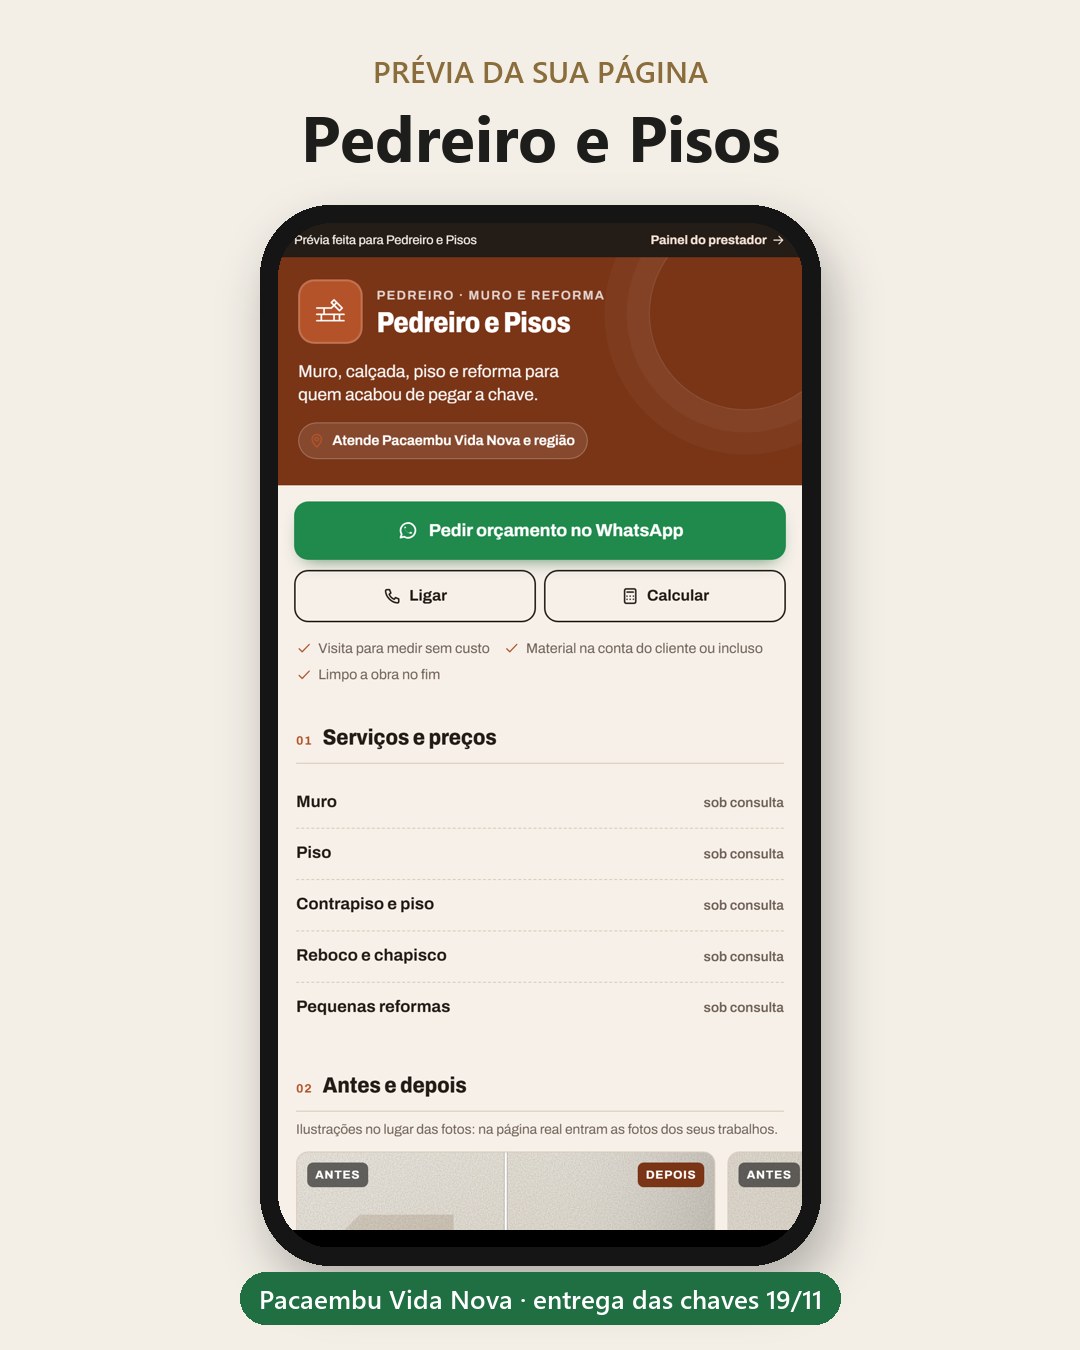 PRÉVIA DA SUA PÁGINA
Pedreiro e Pisos
Prévia feita para Pedreiro e Pisos
Painel do prestador →
PEDREIRO · MURO E REFORMA
Pedreiro e Pisos
Muro, calçada, piso e reforma para
quem acabou de pegar a chave.
Atende Pacaembu Vida Nova e região
Pedir orçamento no WhatsApp
Ligar
Calcular
Visita para medir sem custo
Material na conta do cliente ou incluso
Limpo a obra no fim
01 Serviços e preços
Muro sob consulta
Piso sob consulta
Contrapiso e piso sob consulta
Reboco e chapisco sob consulta
Pequenas reformas sob consulta
02 Antes e depois
Ilustrações no lugar das fotos: na página real entram as fotos dos seus trabalhos.
ANTES
DEPOIS
ANTES
Pacaembu Vida Nova · entrega das chaves 19/11